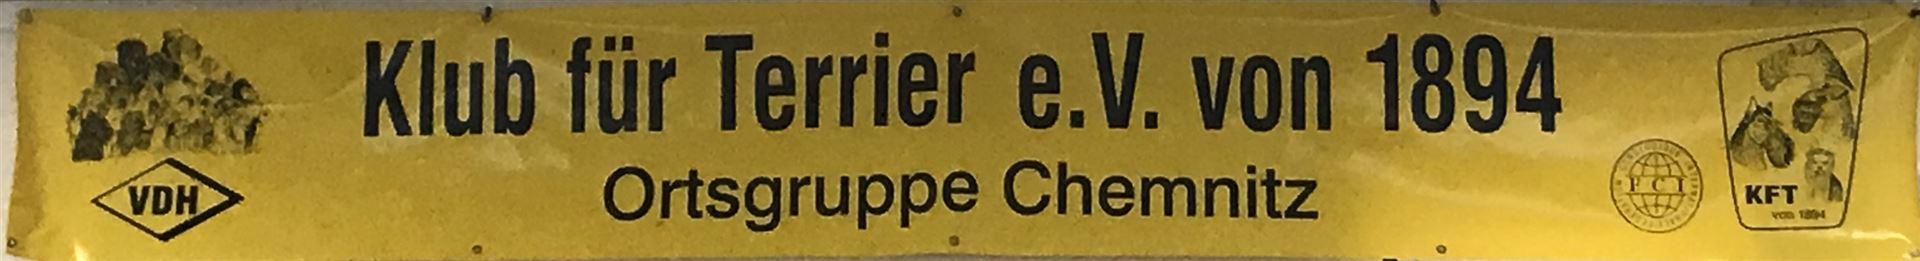 Klub für Terrier e.V. von 1894
Ortsgruppe Chemnitz
VDH
FCI
KFT
von 1894